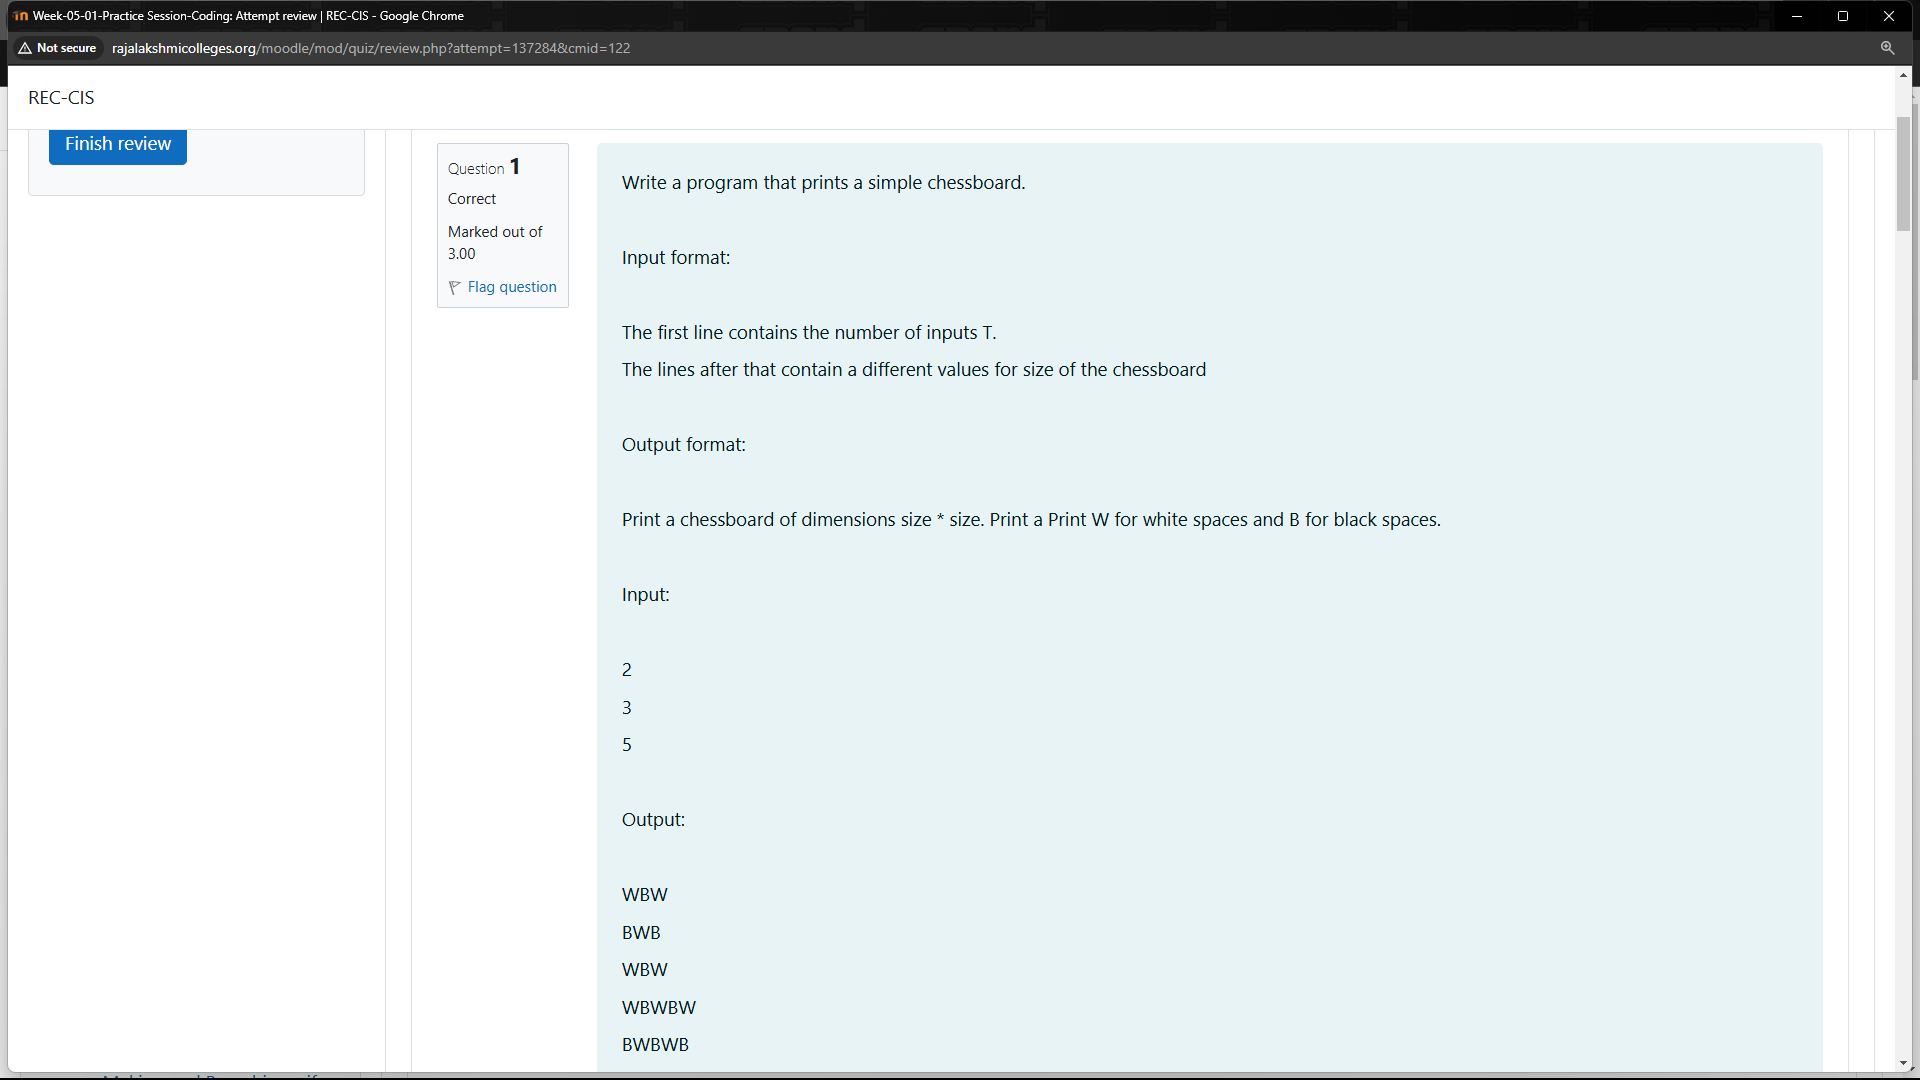 Week-05-01-Practice Session-Coding: Attempt review | REC-CIS - Google Chrome
Not secure rajalakshmicolleges.org/moodle/mod/quiz/review.php?attempt=137284&cmid=122
REC-CIS
Finish review
Question 1
Correct
Marked out of
3.00
Flag question
Write a program that prints a simple chessboard.
Input format:
The first line contains the number of inputs T.
The lines after that contain a different values for size of the chessboard
Output format:
Print a chessboard of dimensions size * size. Print a Print W for white spaces and B for black spaces.
Input:
2
3
5
Output:
WBW
BWB
WBW
WBWBW
BWBWB